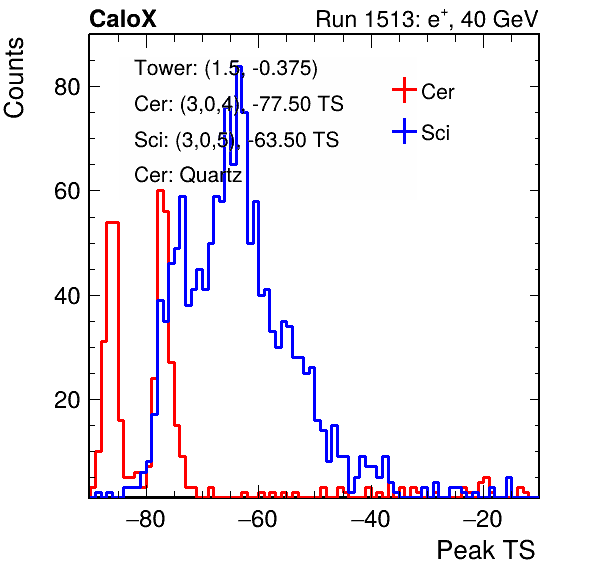 CaloX Run 1513: e⁺, 40 GeV
Counts
Tower: (1.5, -0.375)
Cer: (3,0,4), -77.50 TS
Sci: (3,0,5), -63.50 TS
Cer: Quartz
Cer
Sci
80
60
40
20
−80 −60 −40 −20
Peak TS